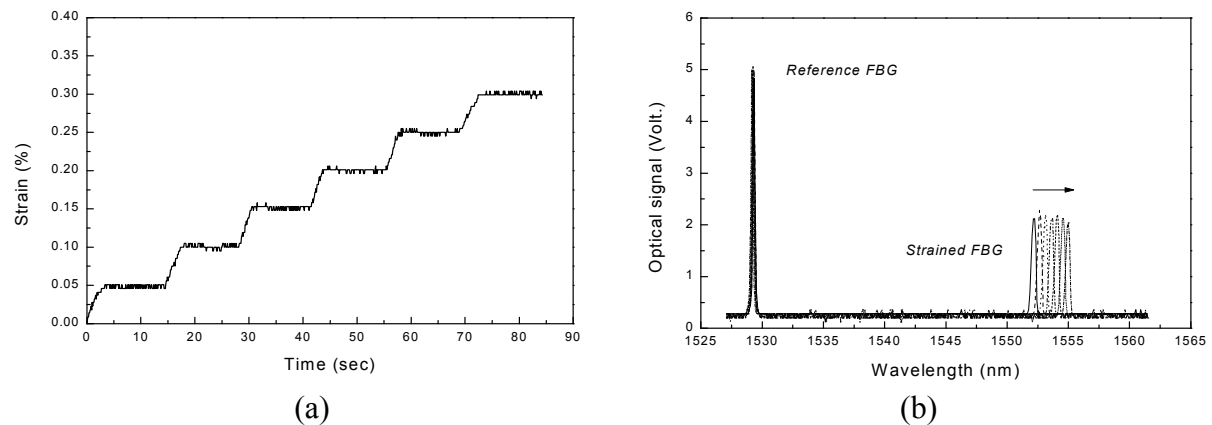 0.40
0.35
0.30
0.25
0.20
0.15
0.10
0.05
0.00
Strain (%)
0 10 20 30 40 50 60 70 80 90
Time (sec)
(a)
6
5
4
3
2
1
0
Optical signal (Volt.)
Reference FBG
Strained FBG
1525 1530 1535 1540 1545 1550 1555 1560 1565
Wavelength (nm)
(b)